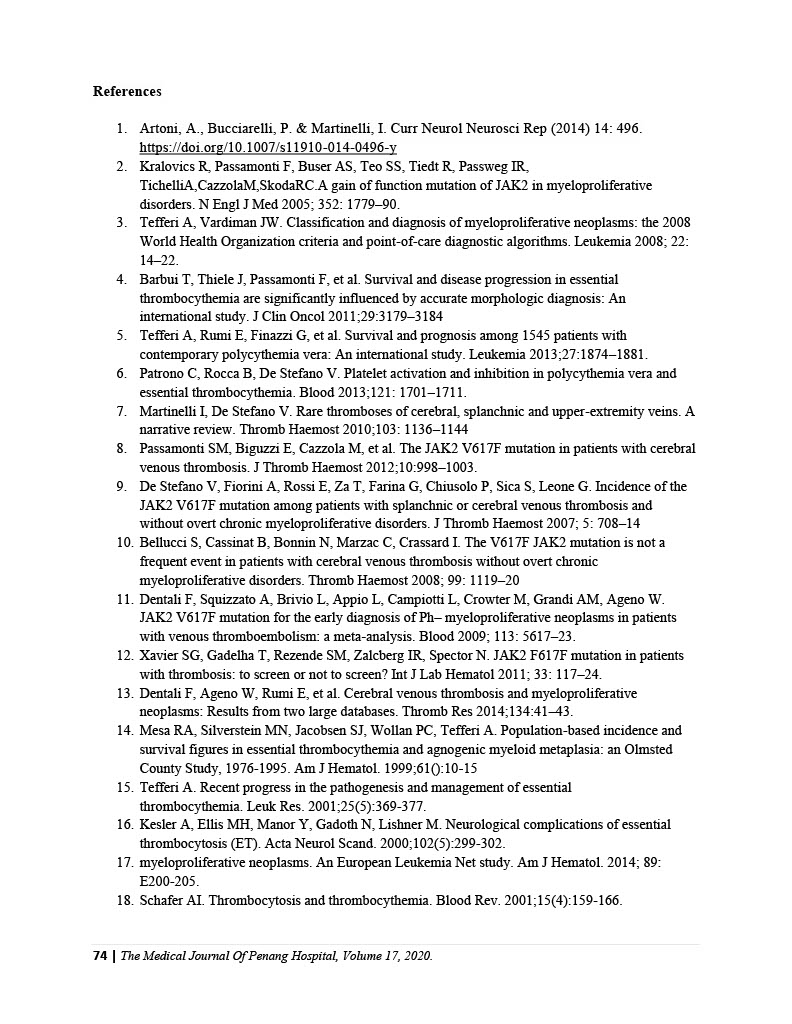 References
1. Artoni, A., Bucciarelli, P. & Martinelli, I. Curr Neurol Neurosci Rep (2014) 14: 496.
https://doi.org/10.1007/s11910-014-0496-y
2. Kralovics R, Passamonti F, Buser AS, Teo SS, Tiedt R, Passweg IR,
TichelliA,CazzolaM,SkodaRC.A gain of function mutation of JAK2 in myeloproliferative
disorders. N Engl J Med 2005; 352: 1779–90.
3. Tefferi A, Vardiman JW. Classification and diagnosis of myeloproliferative neoplasms: the 2008
World Health Organization criteria and point-of-care diagnostic algorithms. Leukemia 2008; 22:
14–22.
4. Barbui T, Thiele J, Passamonti F, et al. Survival and disease progression in essential
thrombocythemia are significantly influenced by accurate morphologic diagnosis: An
international study. J Clin Oncol 2011;29:3179–3184
5. Tefferi A, Rumi E, Finazzi G, et al. Survival and prognosis among 1545 patients with
contemporary polycythemia vera: An international study. Leukemia 2013;27:1874–1881.
6. Patrono C, Rocca B, De Stefano V. Platelet activation and inhibition in polycythemia vera and
essential thrombocythemia. Blood 2013;121: 1701–1711.
7. Martinelli I, De Stefano V. Rare thromboses of cerebral, splanchnic and upper-extremity veins. A
narrative review. Thromb Haemost 2010;103: 1136–1144
8. Passamonti SM, Biguzzi E, Cazzola M, et al. The JAK2 V617F mutation in patients with cerebral
venous thrombosis. J Thromb Haemost 2012;10:998–1003.
9. De Stefano V, Fiorini A, Rossi E, Za T, Farina G, Chiusolo P, Sica S, Leone G. Incidence of the
JAK2 V617F mutation among patients with splanchnic or cerebral venous thrombosis and
without overt chronic myeloproliferative disorders. J Thromb Haemost 2007; 5: 708–14
10. Bellucci S, Cassinat B, Bonnin N, Marzac C, Crassard I. The V617F JAK2 mutation is not a
frequent event in patients with cerebral venous thrombosis without overt chronic
myeloproliferative disorders. Thromb Haemost 2008; 99: 1119–20
11. Dentali F, Squizzato A, Brivio L, Appio L, Campiotti L, Crowter M, Grandi AM, Ageno W.
JAK2 V617F mutation for the early diagnosis of Ph– myeloproliferative neoplasms in patients
with venous thromboembolism: a meta-analysis. Blood 2009; 113: 5617–23.
12. Xavier SG, Gadelha T, Rezende SM, Zalcberg IR, Spector N. JAK2 F617F mutation in patients
with thrombosis: to screen or not to screen? Int J Lab Hematol 2011; 33: 117–24.
13. Dentali F, Ageno W, Rumi E, et al. Cerebral venous thrombosis and myeloproliferative
neoplasms: Results from two large databases. Thromb Res 2014;134:41–43.
14. Mesa RA, Silverstein MN, Jacobsen SJ, Wollan PC, Tefferi A. Population-based incidence and
survival figures in essential thrombocythemia and agnogenic myeloid metaplasia: an Olmsted
County Study, 1976-1995. Am J Hematol. 1999;61():10-15
15. Tefferi A. Recent progress in the pathogenesis and management of essential
thrombocythemia. Leuk Res. 2001;25(5):369-377.
16. Kesler A, Ellis MH, Manor Y, Gadoth N, Lishner M. Neurological complications of essential
thrombocytosis (ET). Acta Neurol Scand. 2000;102(5):299-302.
17. myeloproliferative neoplasms. An European Leukemia Net study. Am J Hematol. 2014; 89:
E200-205.
18. Schafer AI. Thrombocytosis and thrombocythemia. Blood Rev. 2001;15(4):159-166.
74 | The Medical Journal Of Penang Hospital, Volume 17, 2020.